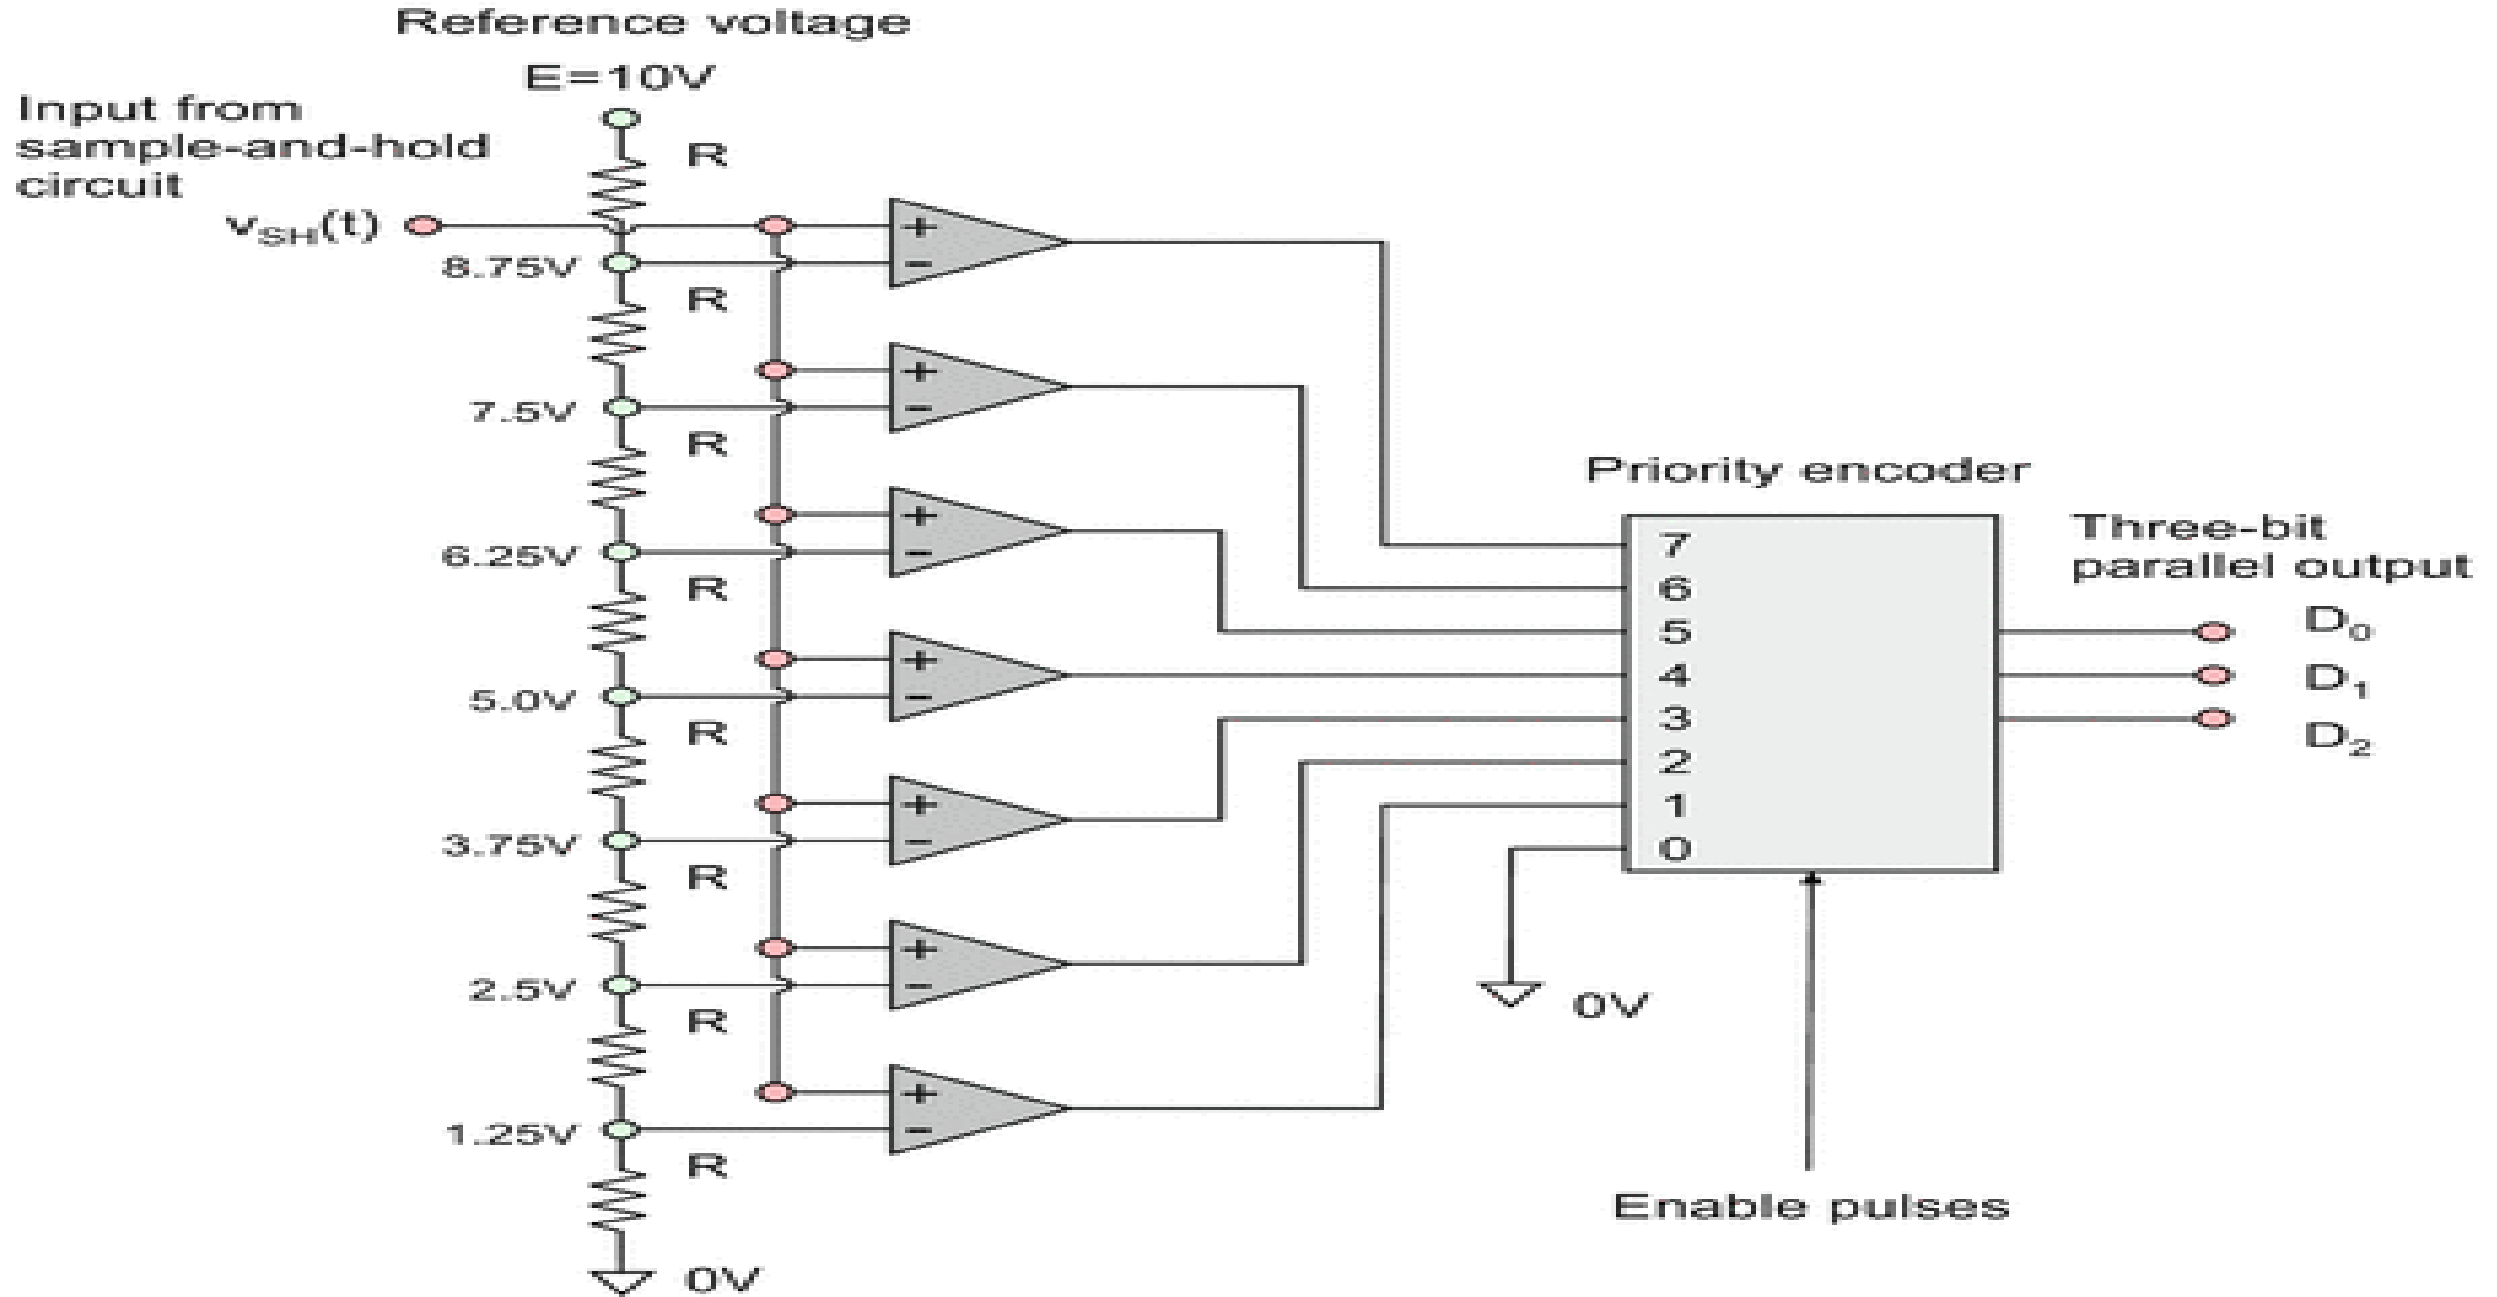 Reference voltage
E=10V
Input from
sample-and-hold
circuit
R
vSH(t)
+
8.75V
−
R
+
7.5V
−
R
+
6.25V
−
R
+
5.0V
−
R
+
3.75V
−
R
+
2.5V
−
R
+
1.25V
−
R
0V
Priority encoder
7
6
5
4
3
2
1
0
0V
Three-bit
parallel output
D0
D1
D2
Enable pulses